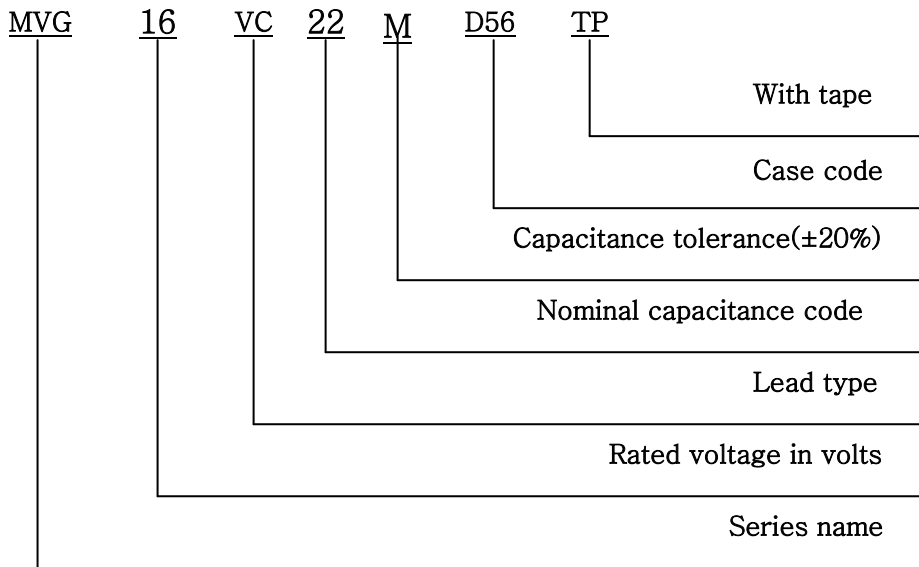 MVG 16 VC 22 M D56 TP
With tape
Case code
Capacitance tolerance(±20%)
Nominal capacitance code
Lead type
Rated voltage in volts
Series name